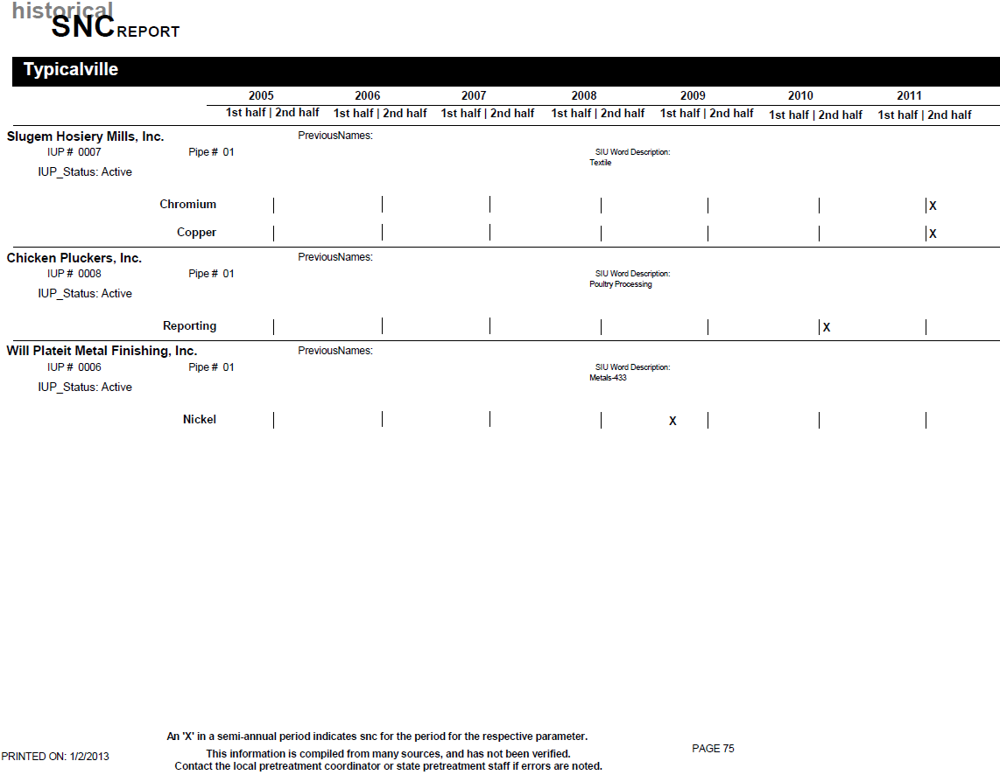 historical
SNC REPORT
Typicalville
2005 2006 2007 2008 2009 2010 2011
1st half | 2nd half 1st half | 2nd half 1st half | 2nd half 1st half | 2nd half 1st half | 2nd half 1st half | 2nd half 1st half | 2nd half
Slugem Hosiery Mills, Inc. PreviousNames:
IUP # 0007 Pipe # 01 SIU Word Description:
Textile
IUP_Status: Active
Chromium | | | | | | | X
Copper | | | | | | | X
Chicken Pluckers, Inc. PreviousNames:
IUP # 0008 Pipe # 01 SIU Word Description:
Poultry Processing
IUP_Status: Active
Reporting | | | | | | X |
Will Plateit Metal Finishing, Inc. PreviousNames:
IUP # 0006 Pipe # 01 SIU Word Description:
Metals-433
IUP_Status: Active
Nickel | | | | X | | |
An 'X' in a semi-annual period indicates snc for the period for the respective parameter.
This information is compiled from many sources, and has not been verified.
Contact the local pretreatment coordinator or state pretreatment staff if errors are noted.
PRINTED ON: 1/2/2013
PAGE 75